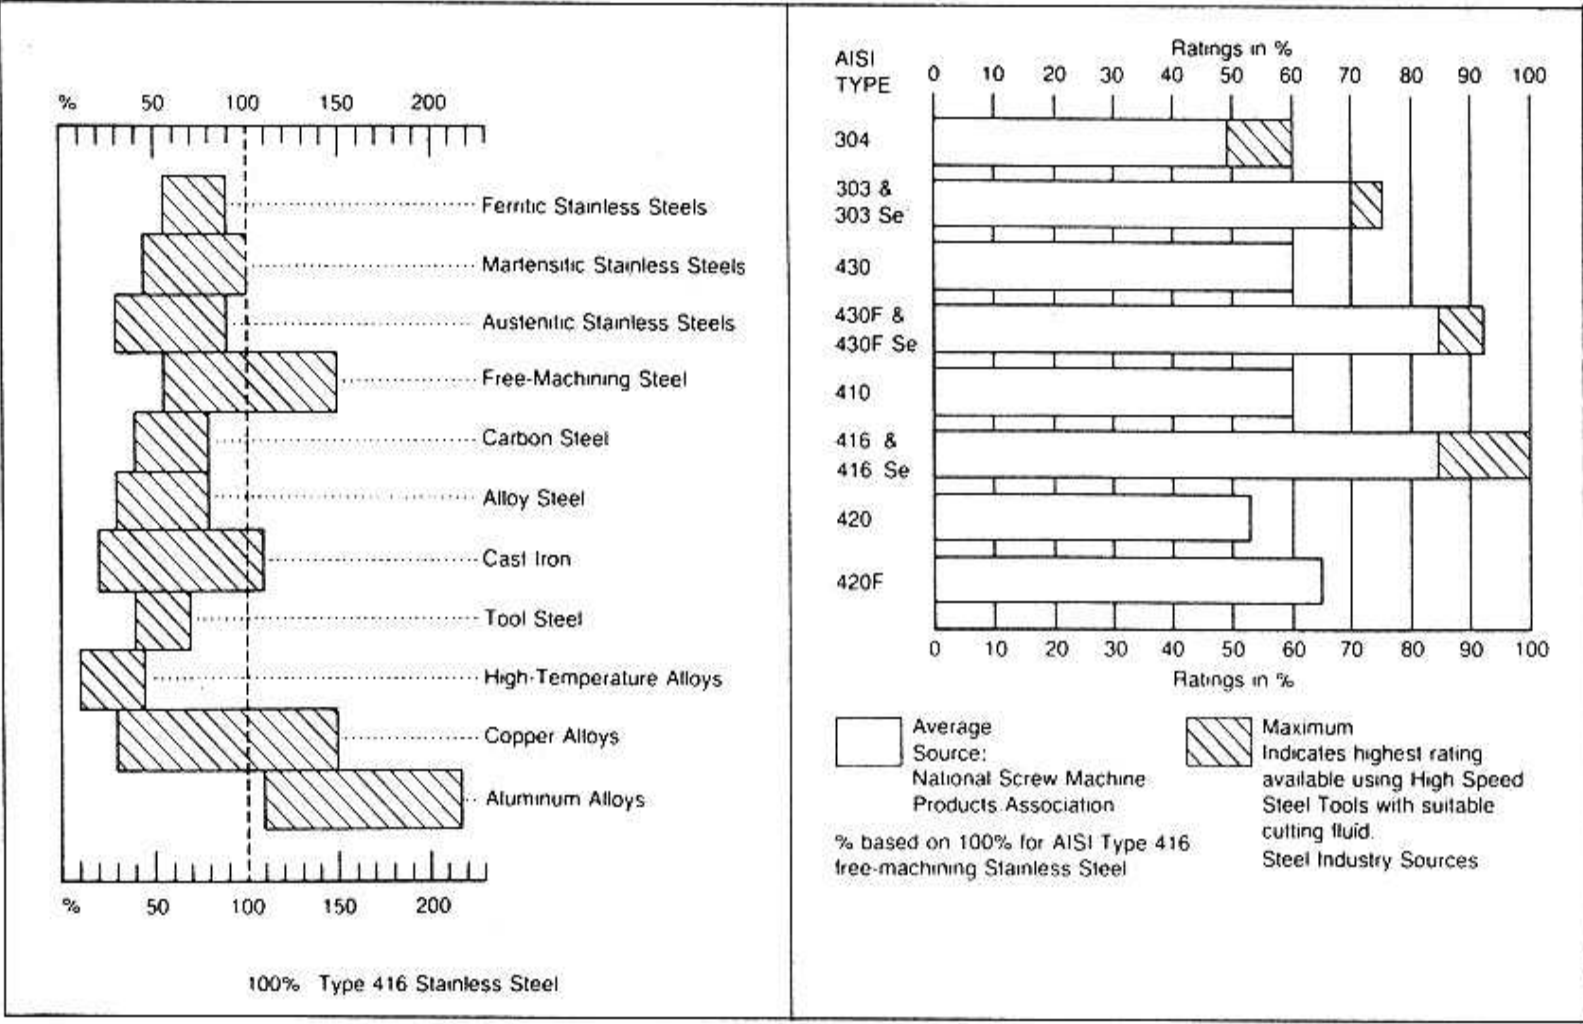 % 50 100 150 200
Ferritic Stainless Steels
Martensitic Stainless Steels
Austenitic Stainless Steels
Free-Machining Steel
Carbon Steel
Alloy Steel
Cast Iron
Tool Steel
High-Temperature Alloys
Copper Alloys
Aluminum Alloys
% 50 100 150 200
100% Type 416 Stainless Steel
Ratings in %
AISI
TYPE
0 10 20 30 40 50 60 70 80 90 100
304
303 &
303 Se
430
430F &
430F Se
410
416 &
416 Se
420
420F
0 10 20 30 40 50 60 70 80 90 100
Ratings in %
Average
Source:
National Screw Machine
Products Association
% based on 100% for AISI Type 416
free-machining Stainless Steel
Maximum
Indicates highest rating
available using High Speed
Steel Tools with suitable
cutting fluid.
Steel Industry Sources